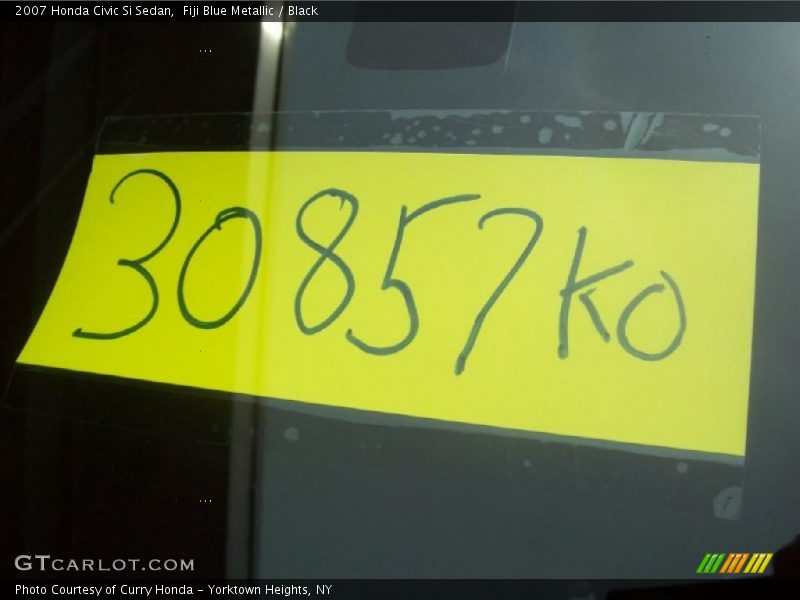 2007 Honda Civic Si Sedan,  Fiji Blue Metallic / Black
30857KO
GTCARLOT.COM
Photo Courtesy of Curry Honda - Yorktown Heights, NY